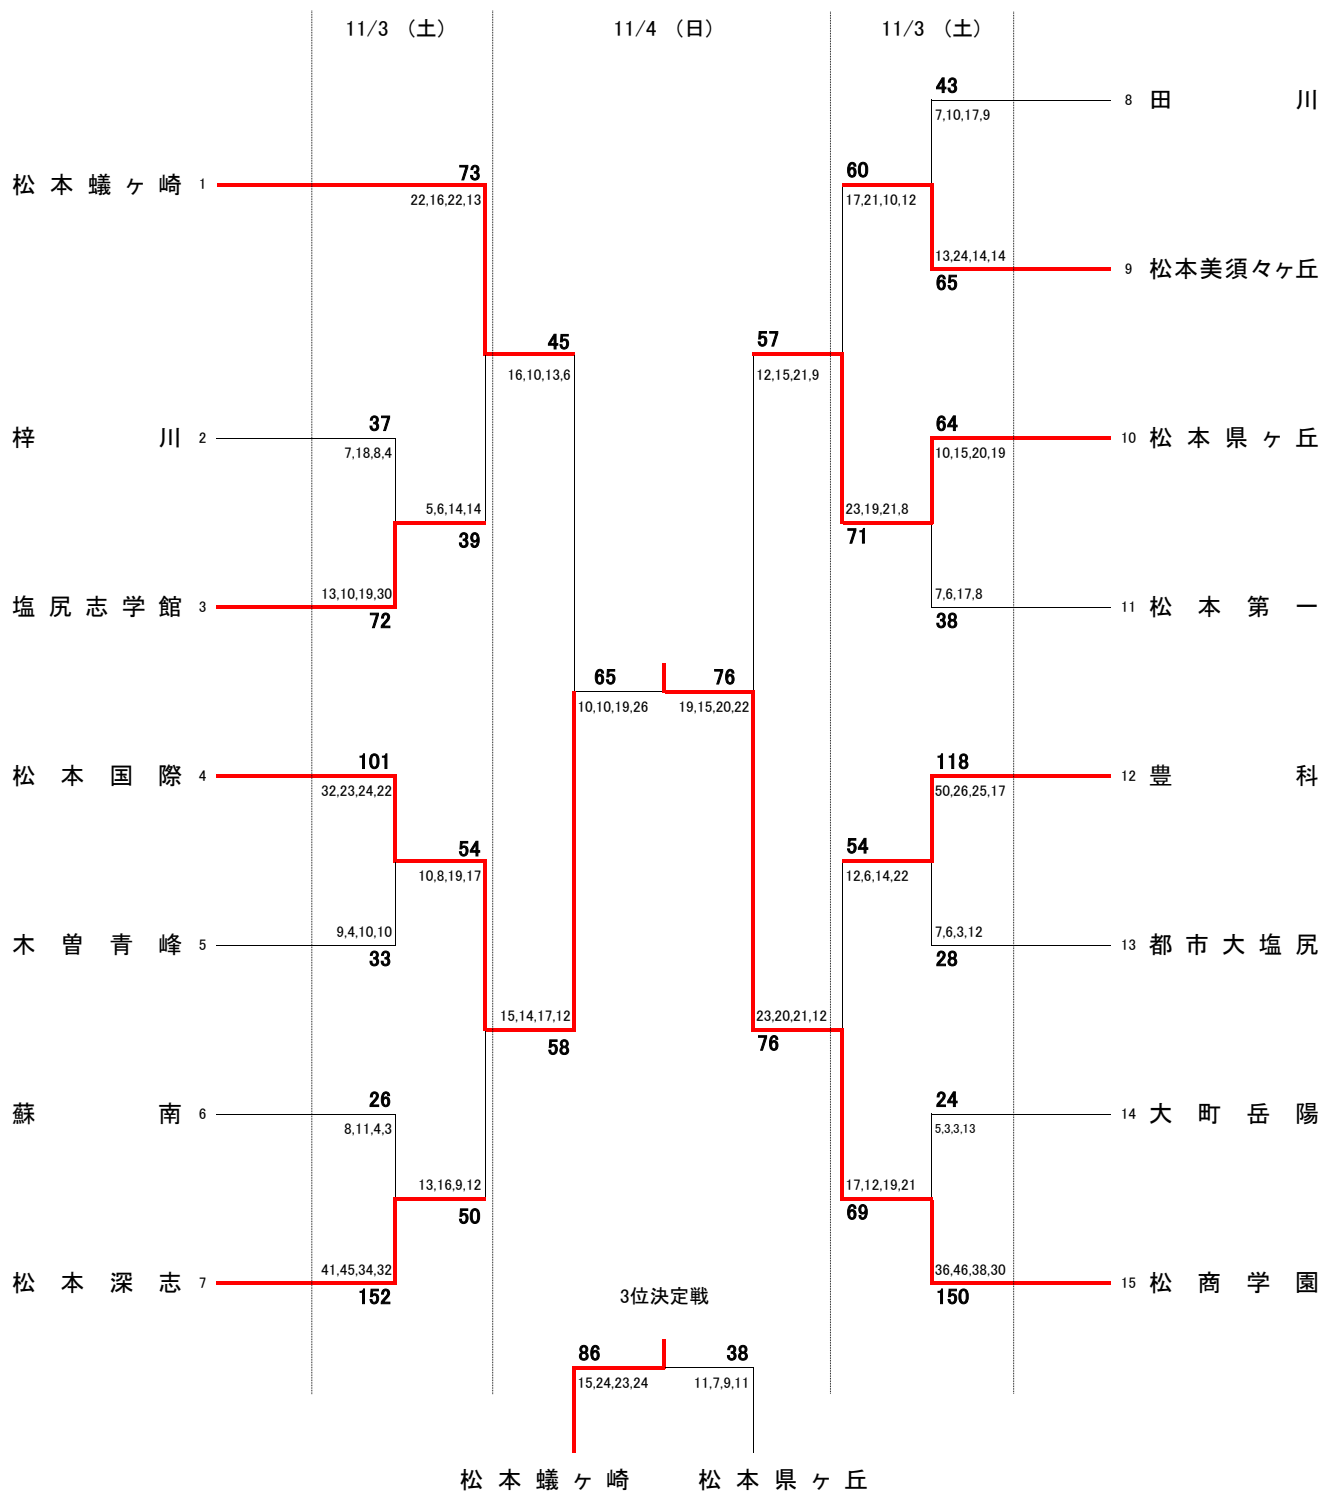 11/3 （土） 11/4 （日） 11/3 （土）
43
8 田川
7,10,17,9
73 60
松本蟻ヶ崎 1
22,16,22,13 17,21,10,12
13,24,14,14
9 松本美須々ヶ丘
65
45 57
16,10,13,6 12,15,21,9
37 64
梓川 2 10 松本県ヶ丘
7,18,8,4 10,15,20,19
5,6,14,14 23,19,21,8
39 71
13,10,19,30 7,6,17,8
塩尻志学館 3 11 松本第一
72 38
65 76
10,10,19,26 19,15,20,22
101 118
松本国際 4 12 豊科
32,23,24,22 50,26,25,17
54 54
10,8,19,17 12,6,14,22
9,4,10,10 7,6,3,12
木曽青峰 5 13 都市大塩尻
33 28
15,14,17,12 23,20,21,12
58 76
26 24
蘇南 6 14 大町岳陽
8,11,4,3 5,3,3,13
13,16,9,12 17,12,19,21
50 69
41,45,34,32 36,46,38,30
松本深志 7 15 松商学園
152 150
3位決定戦
86 38
15,24,23,24 11,7,9,11
松本蟻ヶ崎 松本県ヶ丘